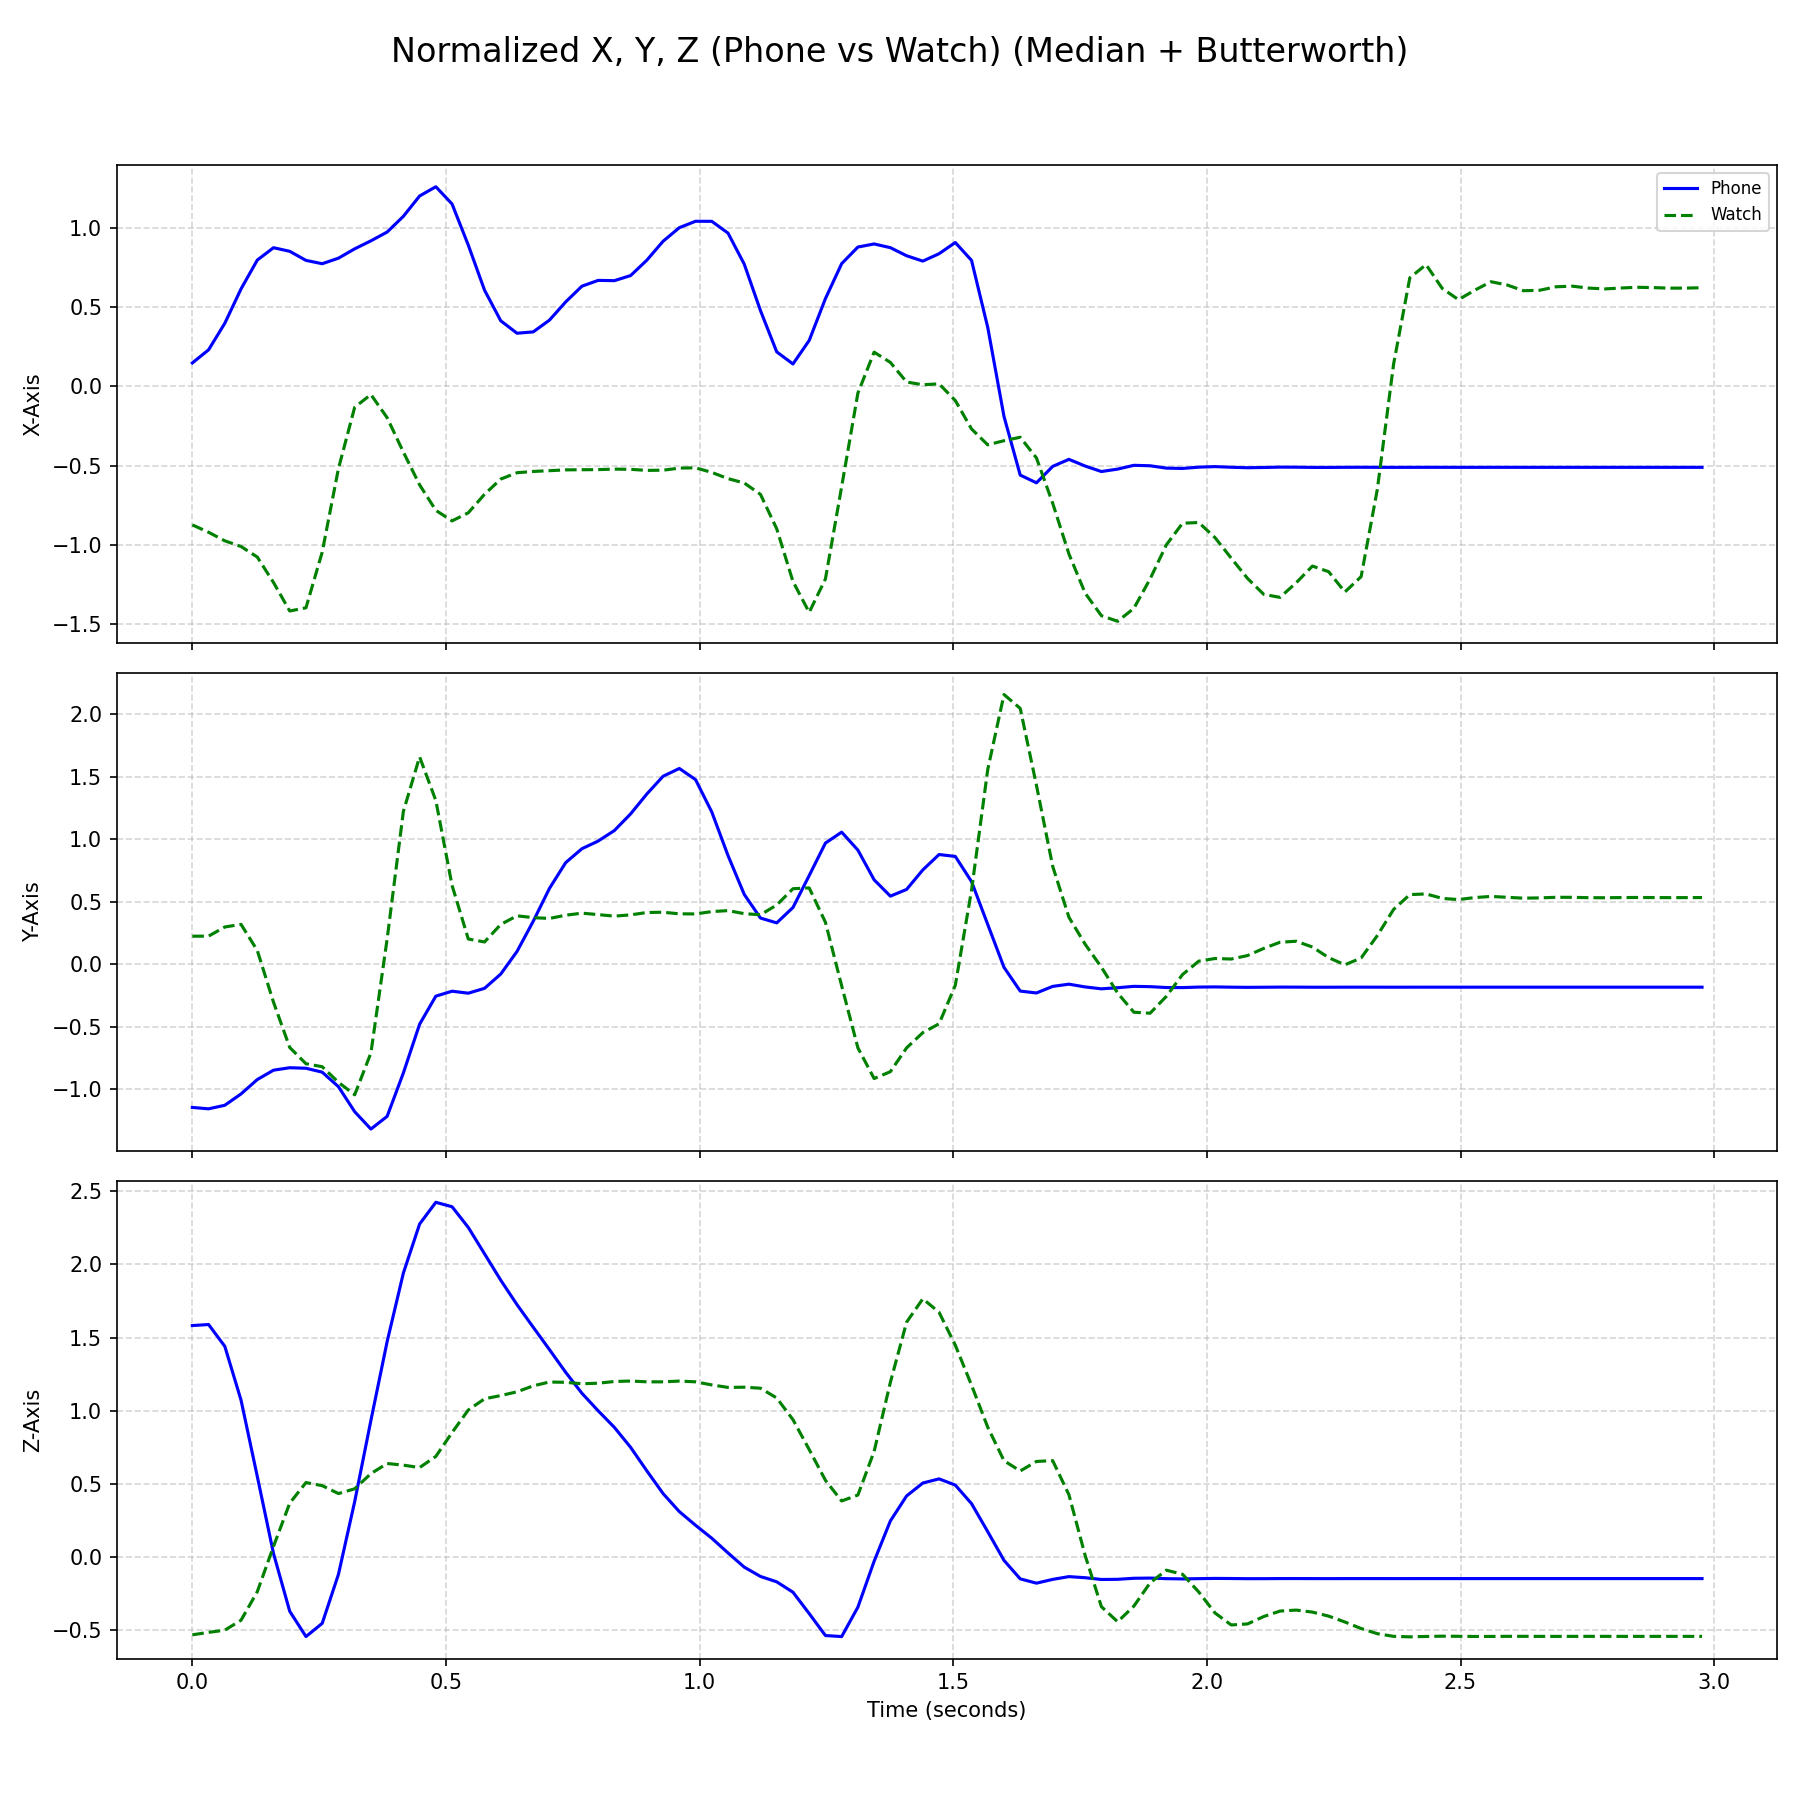 Normalized X, Y, Z (Phone vs Watch) (Median + Butterworth)
Phone
Watch
X-Axis
1.0
0.5
0.0
−0.5
−1.0
−1.5
Y-Axis
2.0
1.5
1.0
0.5
0.0
−0.5
−1.0
Z-Axis
2.5
2.0
1.5
1.0
0.5
0.0
−0.5
0.0 0.5 1.0 1.5 2.0 2.5 3.0
Time (seconds)